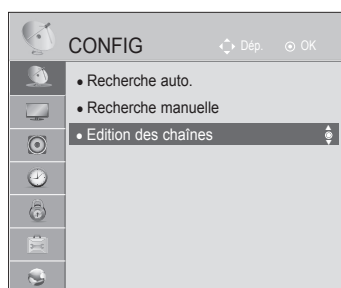 CONFIG Dép. OK
• Recherche auto.
• Recherche manuelle
• Edition des chaînes